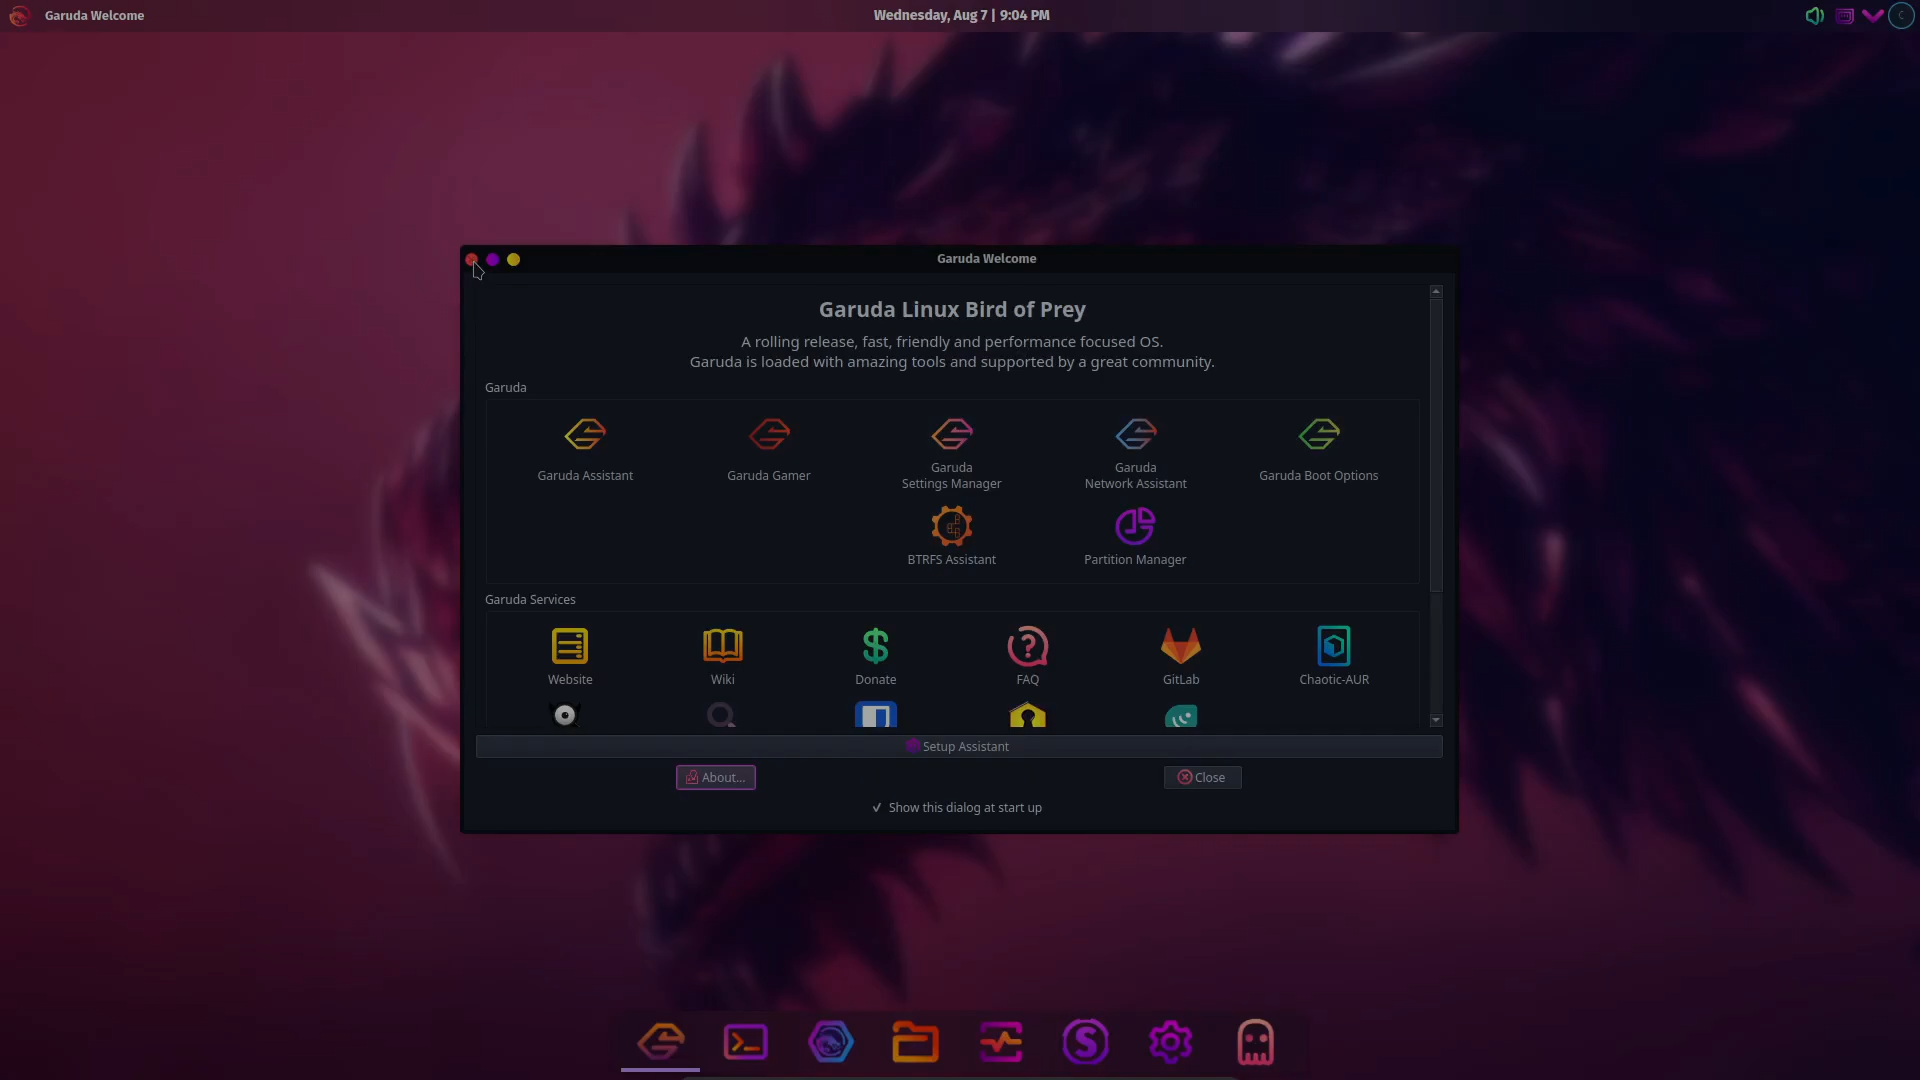 Garuda Welcome
Wednesday, Aug 7 | 9:04 PM
Garuda Welcome
Garuda Linux Bird of Prey
A rolling release, fast, friendly and performance focused OS.
Garuda is loaded with amazing tools and supported by a great community.
Garuda
Garuda Assistant
Garuda Gamer
Garuda
Settings Manager
Garuda
Network Assistant
Garuda Boot Options
BTRFS Assistant
Partition Manager
Garuda Services
Website
Wiki
Donate
FAQ
GitLab
Chaotic-AUR
Setup Assistant
About...
Close
Show this dialog at start up